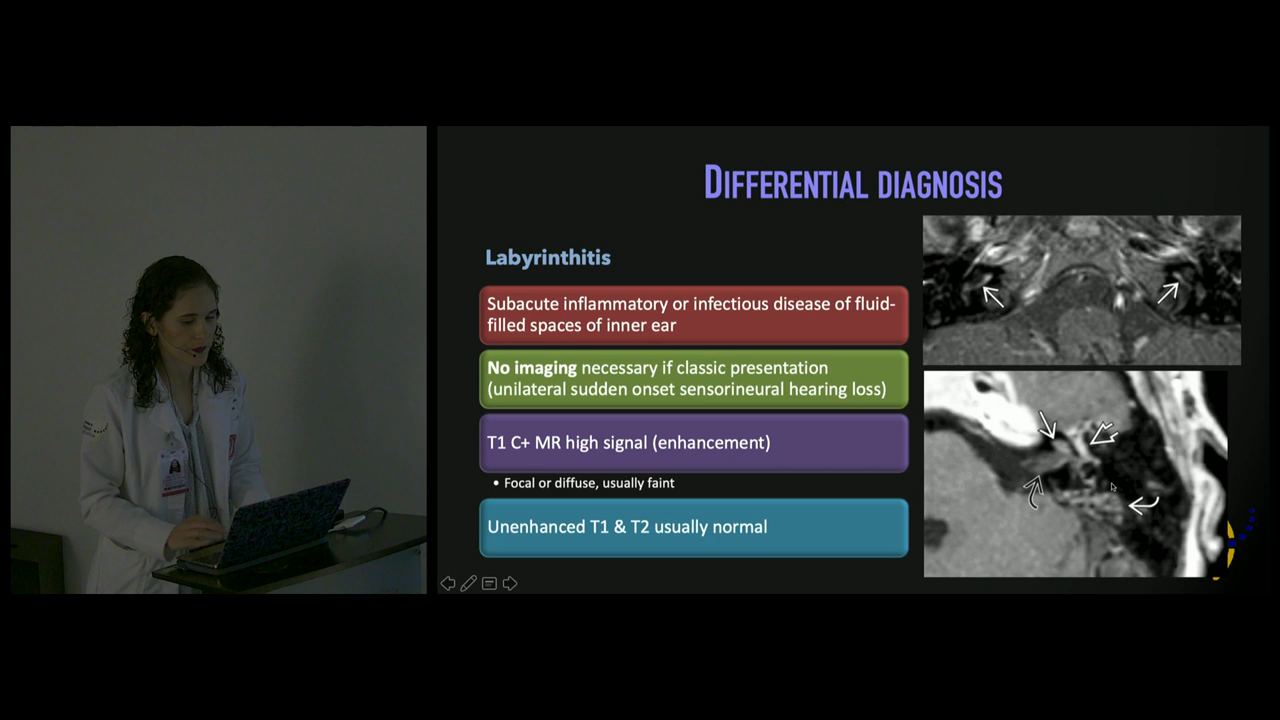 DIFFERENTIAL DIAGNOSIS
Labyrinthitis
Subacute inflammatory or infectious disease of fluid-
filled spaces of inner ear
No imaging necessary if classic presentation
(unilateral sudden onset sensorineural hearing loss)
T1 C+ MR high signal (enhancement)
• Focal or diffuse, usually faint
Unenhanced T1 & T2 usually normal